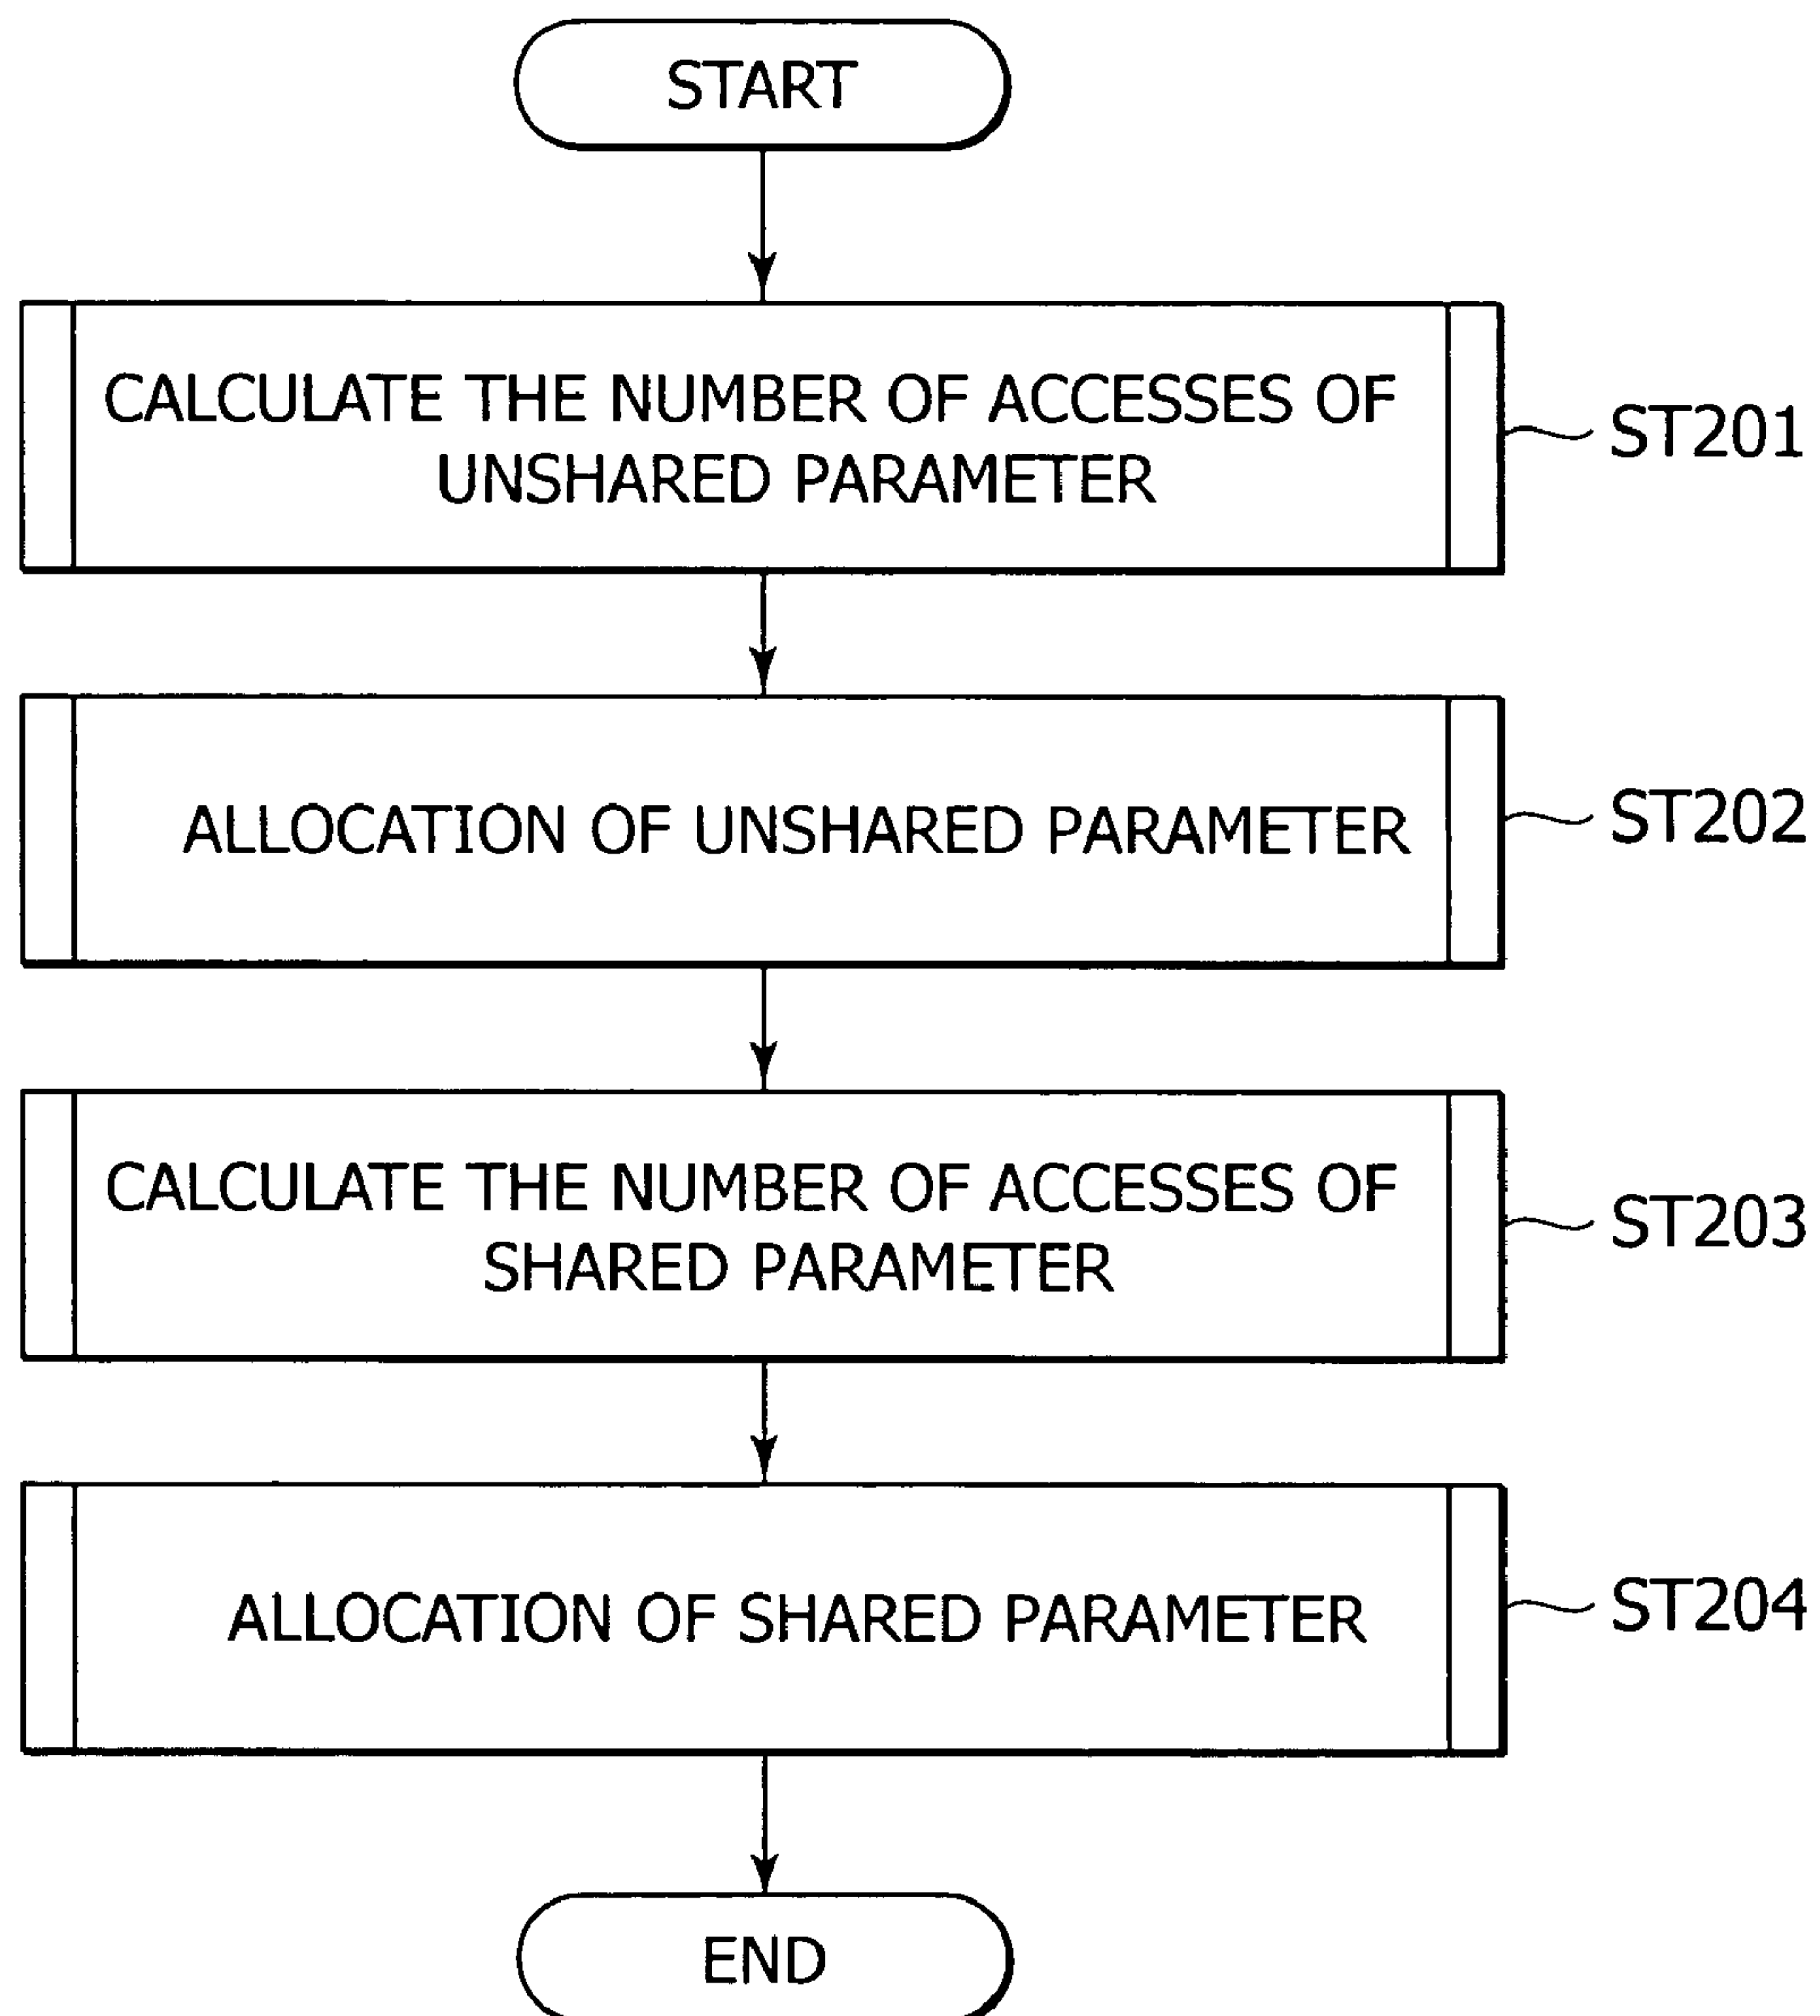 START
CALCULATE THE NUMBER OF ACCESSES OF
UNSHARED PARAMETER
ST201
ALLOCATION OF UNSHARED PARAMETER
ST202
CALCULATE THE NUMBER OF ACCESSES OF
SHARED PARAMETER
ST203
ALLOCATION OF SHARED PARAMETER
ST204
END